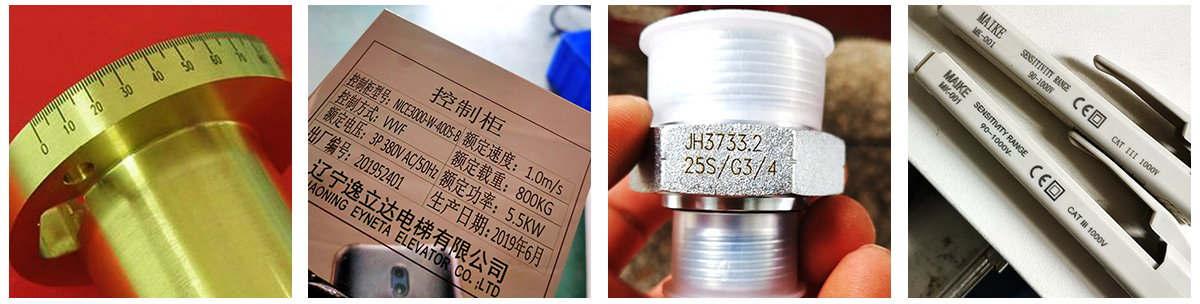 0 10 20 30 40 50 60 70 80
控制柜
控制柜型号: NICE3000-W-4005-B 额定速度: 1.0m/s
控制方式: VVVF 额定载重: 800KG
额定电压: 3P 380V AC/50Hz 额定功率: 5.5KW
出厂编号: 201952401 生产日期: 2019年6月
辽宁逸立达电梯有限公司
LIAONING EYNETA ELEVATOR CO.;LTD
JH3733.2
25S/G3/4
MAIKE
MK-001
SENSITIVITY RANGE
90-1000V
CE
CAT III 1000V
MAIKE
MK-001
SENSITIVITY RANGE
90-1000V~
CE
CAT III 1000V